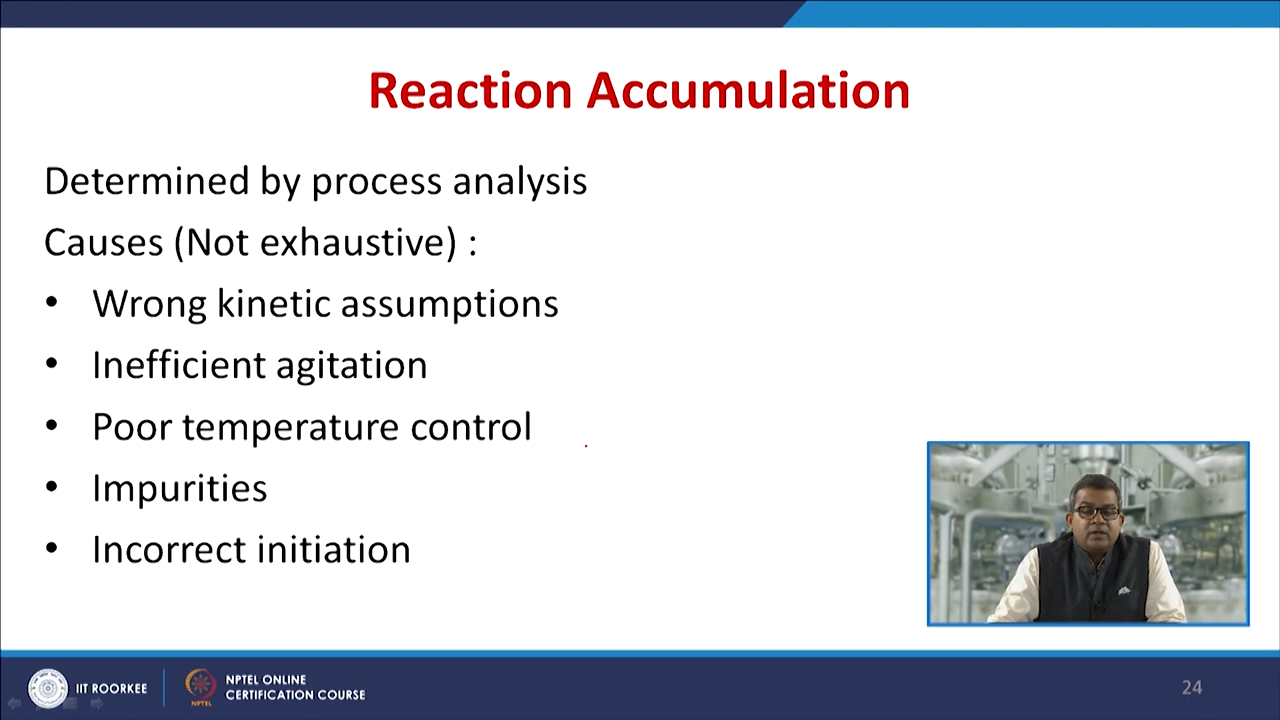 Reaction Accumulation
Determined by process analysis
Causes (Not exhaustive) :
• Wrong kinetic assumptions
• Inefficient agitation
• Poor temperature control
• Impurities
• Incorrect initiation
IIT ROORKEE
NPTEL
NPTEL ONLINE
CERTIFICATION COURSE
24